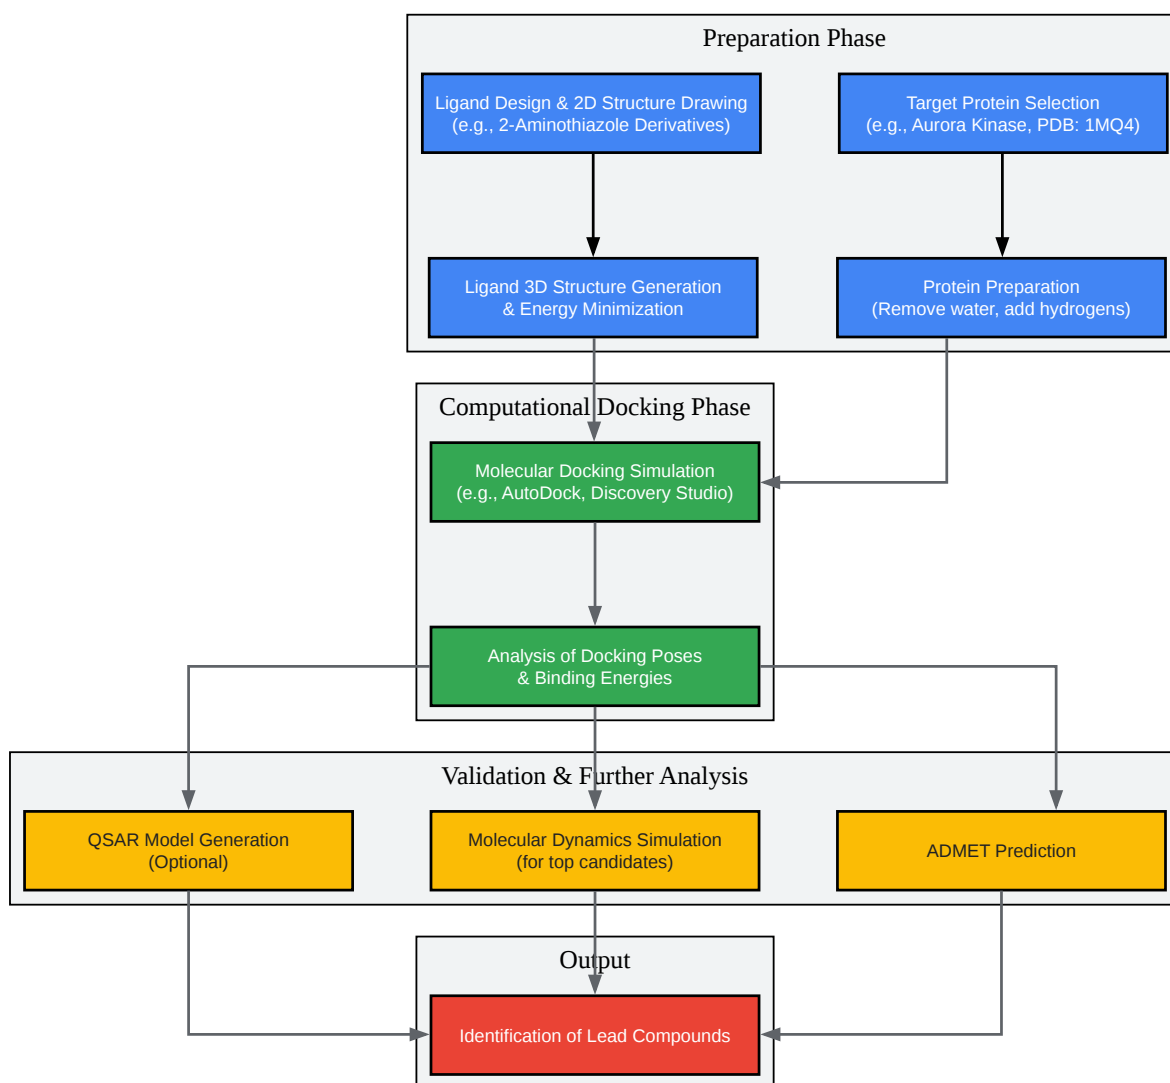 Preparation Phase
Ligand Design & 2D Structure Drawing
(e.g., 2-Aminothiazole Derivatives)
Target Protein Selection
(e.g., Aurora Kinase, PDB: 1MQ4)
Ligand 3D Structure Generation
& Energy Minimization
Protein Preparation
(Remove water, add hydrogens)
Computational Docking Phase
Molecular Docking Simulation
(e.g., AutoDock, Discovery Studio)
Analysis of Docking Poses
& Binding Energies
Validation & Further Analysis
QSAR Model Generation
(Optional)
Molecular Dynamics Simulation
(for top candidates)
ADMET Prediction
Output
Identification of Lead Compounds